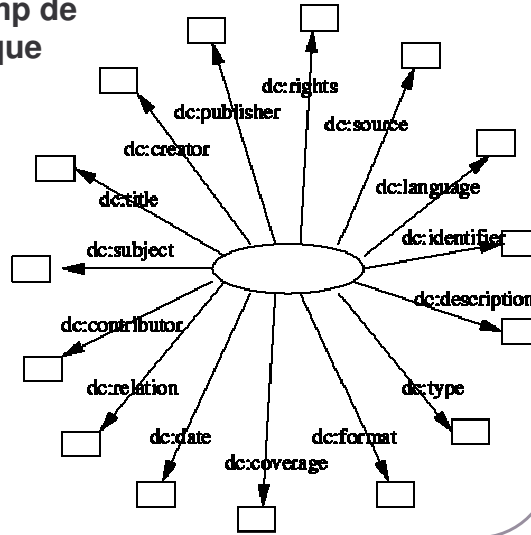 mp de
que
dc:rights
dc:publisher
dc:source
dc:creator
dc:language
dc:title
dc:identifier
dc:subject
dc:description
dc:contributor
dc:relation
dc:type
dc:date
dc:format
dc:coverage